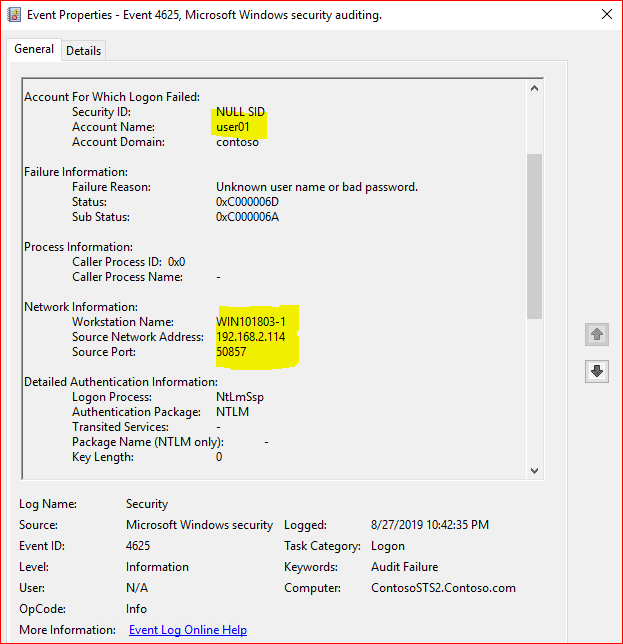 Event Properties - Event 4625, Microsoft Windows security auditing.
General Details
Account For Which Logon Failed:
Security ID: NULL SID
Account Name: user01
Account Domain: contoso
Failure Information:
Failure Reason: Unknown user name or bad password.
Status: 0xC000006D
Sub Status: 0xC000006A
Process Information:
Caller Process ID: 0x0
Caller Process Name: -
Network Information:
Workstation Name: WIN101803-1
Source Network Address: 192.168.2.114
Source Port: 50857
Detailed Authentication Information:
Logon Process: NtLmSsp
Authentication Package: NTLM
Transited Services: -
Package Name (NTLM only): -
Key Length: 0
Log Name: Security
Source: Microsoft Windows security Logged: 8/27/2019 10:42:35 PM
Event ID: 4625 Task Category: Logon
Level: Information Keywords: Audit Failure
User: N/A Computer: ContosoSTS2.Contoso.com
OpCode: Info
More Information: Event Log Online Help